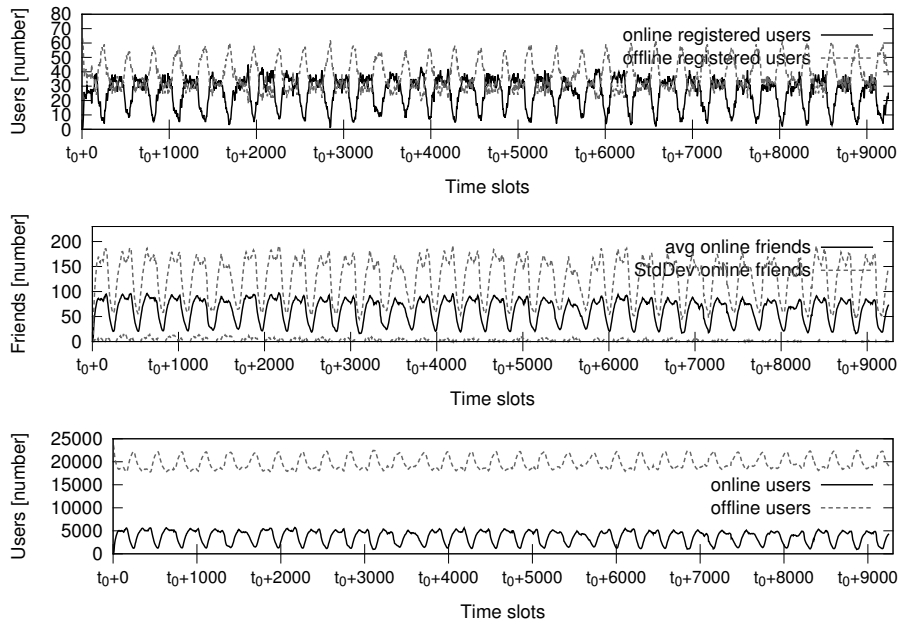 Users [number]
80
70
60
50
40
30
20
10
0
online registered users
offline registered users
t₀+0 t₀+1000 t₀+2000 t₀+3000 t₀+4000 t₀+5000 t₀+6000 t₀+7000 t₀+8000 t₀+9000
Time slots
Friends [number]
200
150
100
50
0
avg online friends
StdDev online friends
t₀+0 t₀+1000 t₀+2000 t₀+3000 t₀+4000 t₀+5000 t₀+6000 t₀+7000 t₀+8000 t₀+9000
Time slots
Users [number]
25000
20000
15000
10000
5000
0
online users
offline users
t₀+0 t₀+1000 t₀+2000 t₀+3000 t₀+4000 t₀+5000 t₀+6000 t₀+7000 t₀+8000 t₀+9000
Time slots